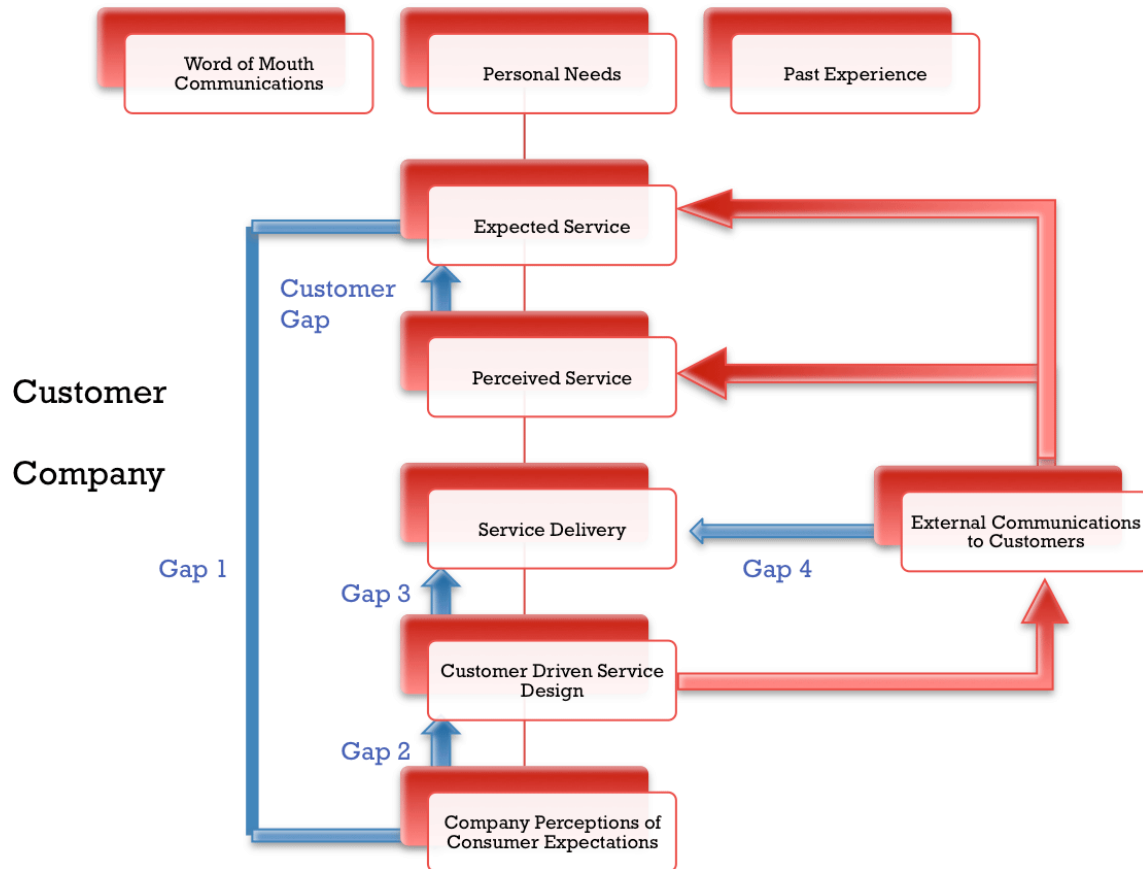 Word of Mouth
Communications
Personal Needs
Past Experience
Expected Service
Customer
Gap
Perceived Service
Customer
Company
Service Delivery
External Communications
to Customers
Gap 1
Gap 3
Gap 4
Customer Driven Service
Design
Gap 2
Company Perceptions of
Consumer Expectations